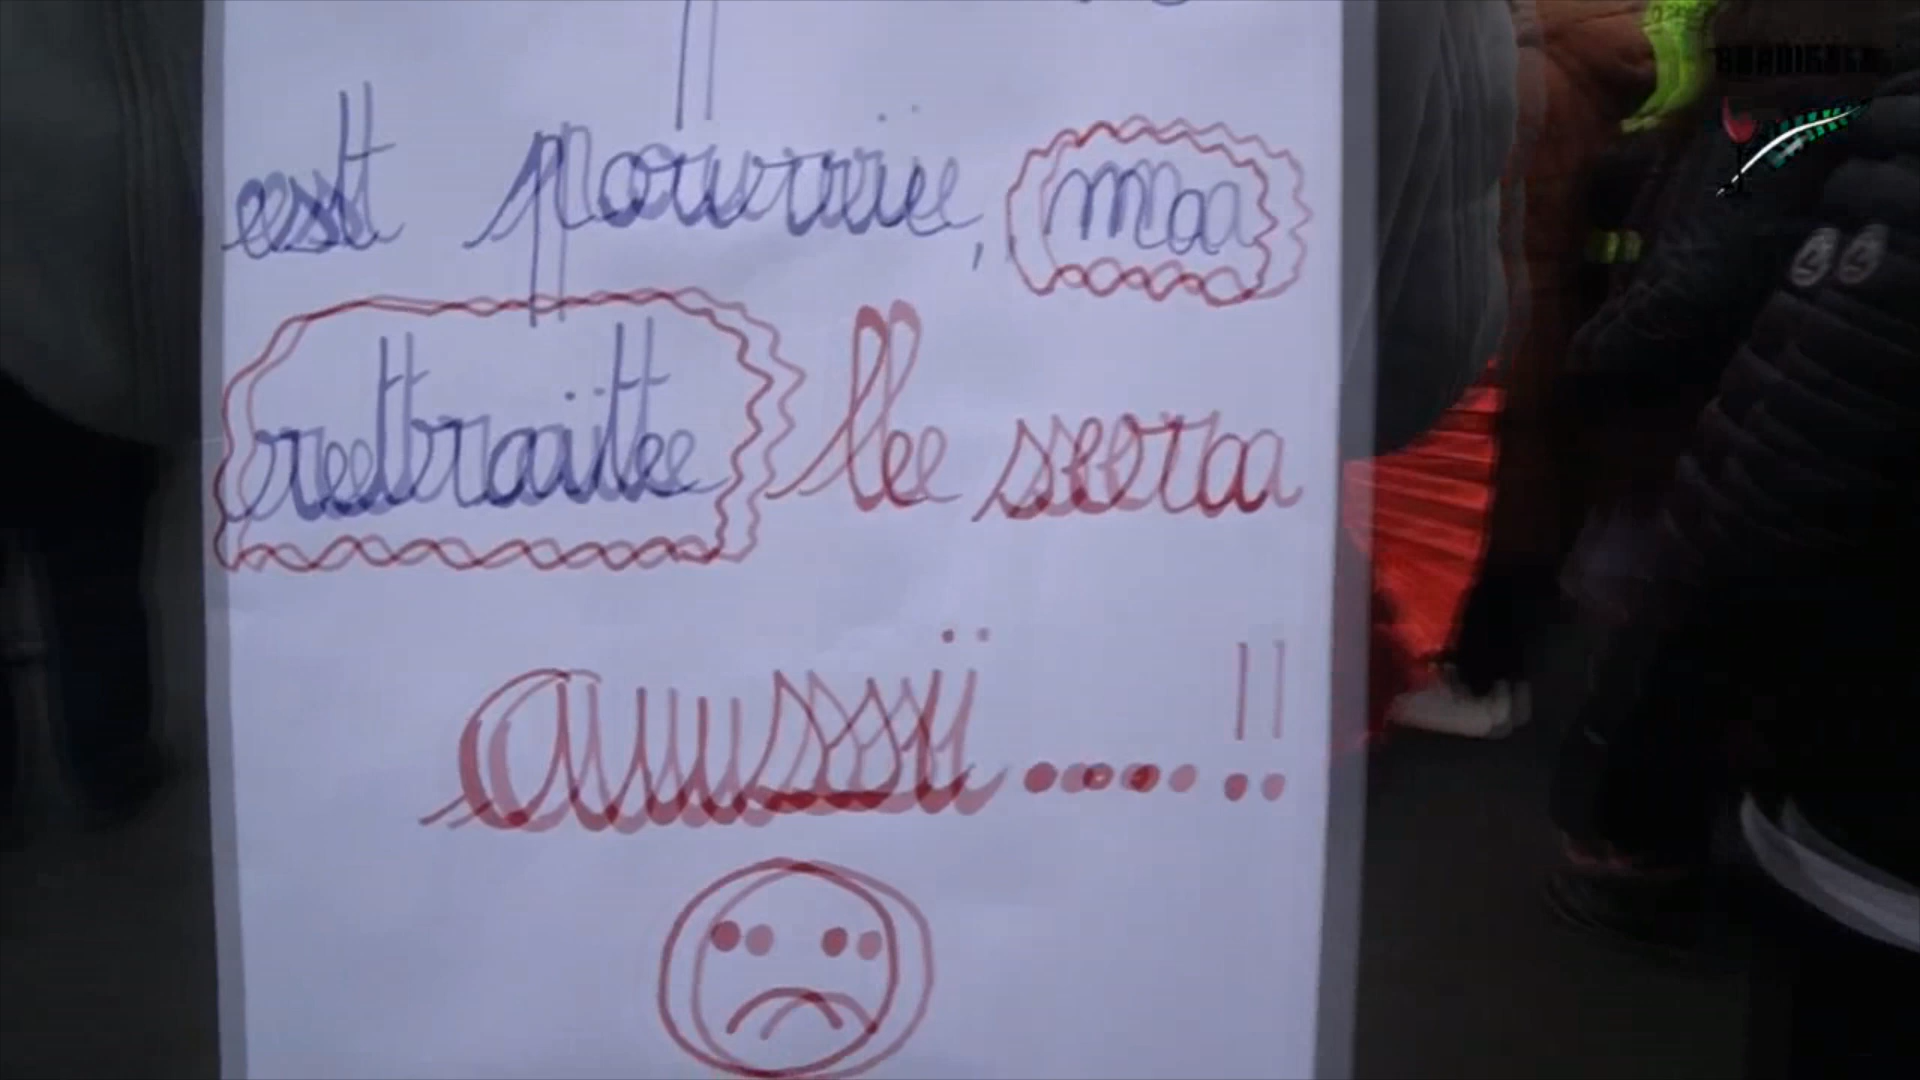 est pourrie, ma
retraite le sera
aussi ..... !